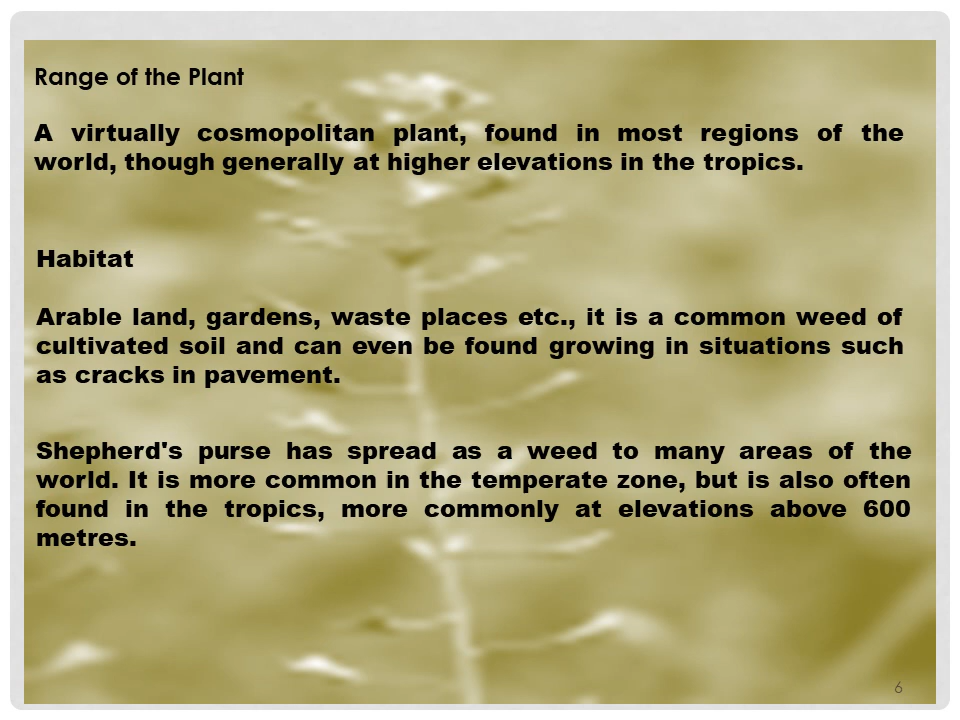 Range of the Plant
A virtually cosmopolitan plant, found in most regions of the
world, though generally at higher elevations in the tropics.
Habitat
Arable land, gardens, waste places etc., it is a common weed of
cultivated soil and can even be found growing in situations such
as cracks in pavement.
Shepherd's purse has spread as a weed to many areas of the
world. It is more common in the temperate zone, but is also often
found in the tropics, more commonly at elevations above 600
metres.
6